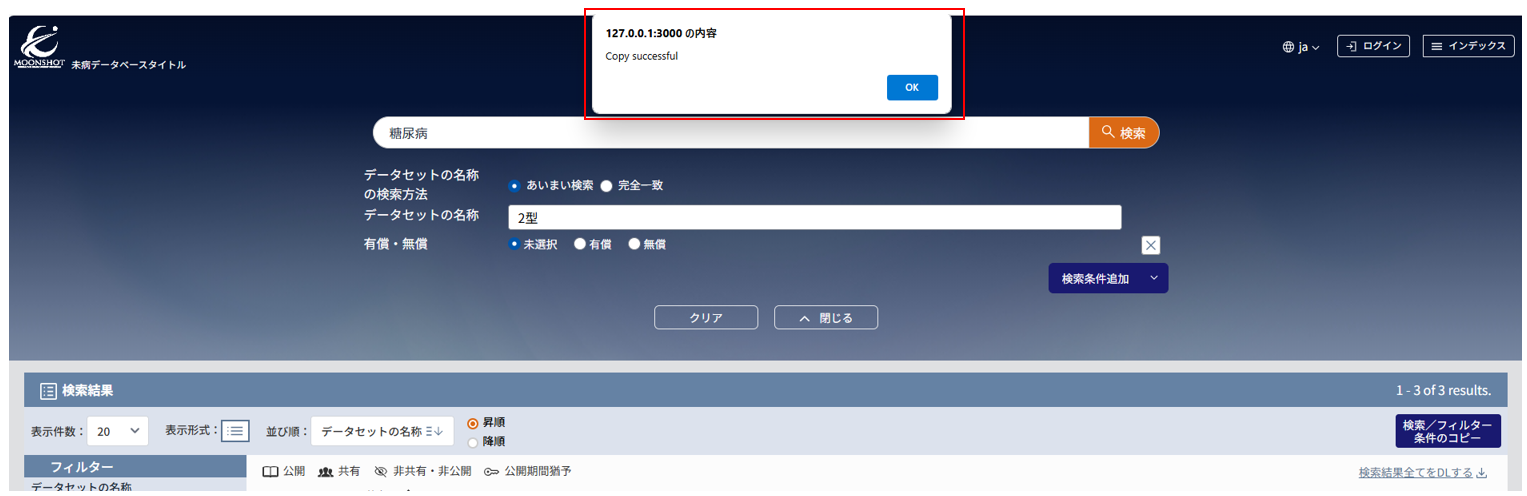 127.0.0.1:3000 の内容
Copy successful
OK
MOONSHOT
未病データベースタイトル
ja
ログイン
インデックス
糖尿病
検索
データセットの名称
の検索方法
あいまい検索
完全一致
データセットの名称
2型
有償・無償
未選択
有償
無償
検索条件追加
クリア
閉じる
検索結果
1 - 3 of 3 results.
表示件数：
20
表示形式：
並び順：
データセットの名称
昇順
降順
検索／フィルター
条件のコピー
フィルター
データセットの名称
公開
共有
非共有・非公開
公開期間猶予
検索結果全てをDLする